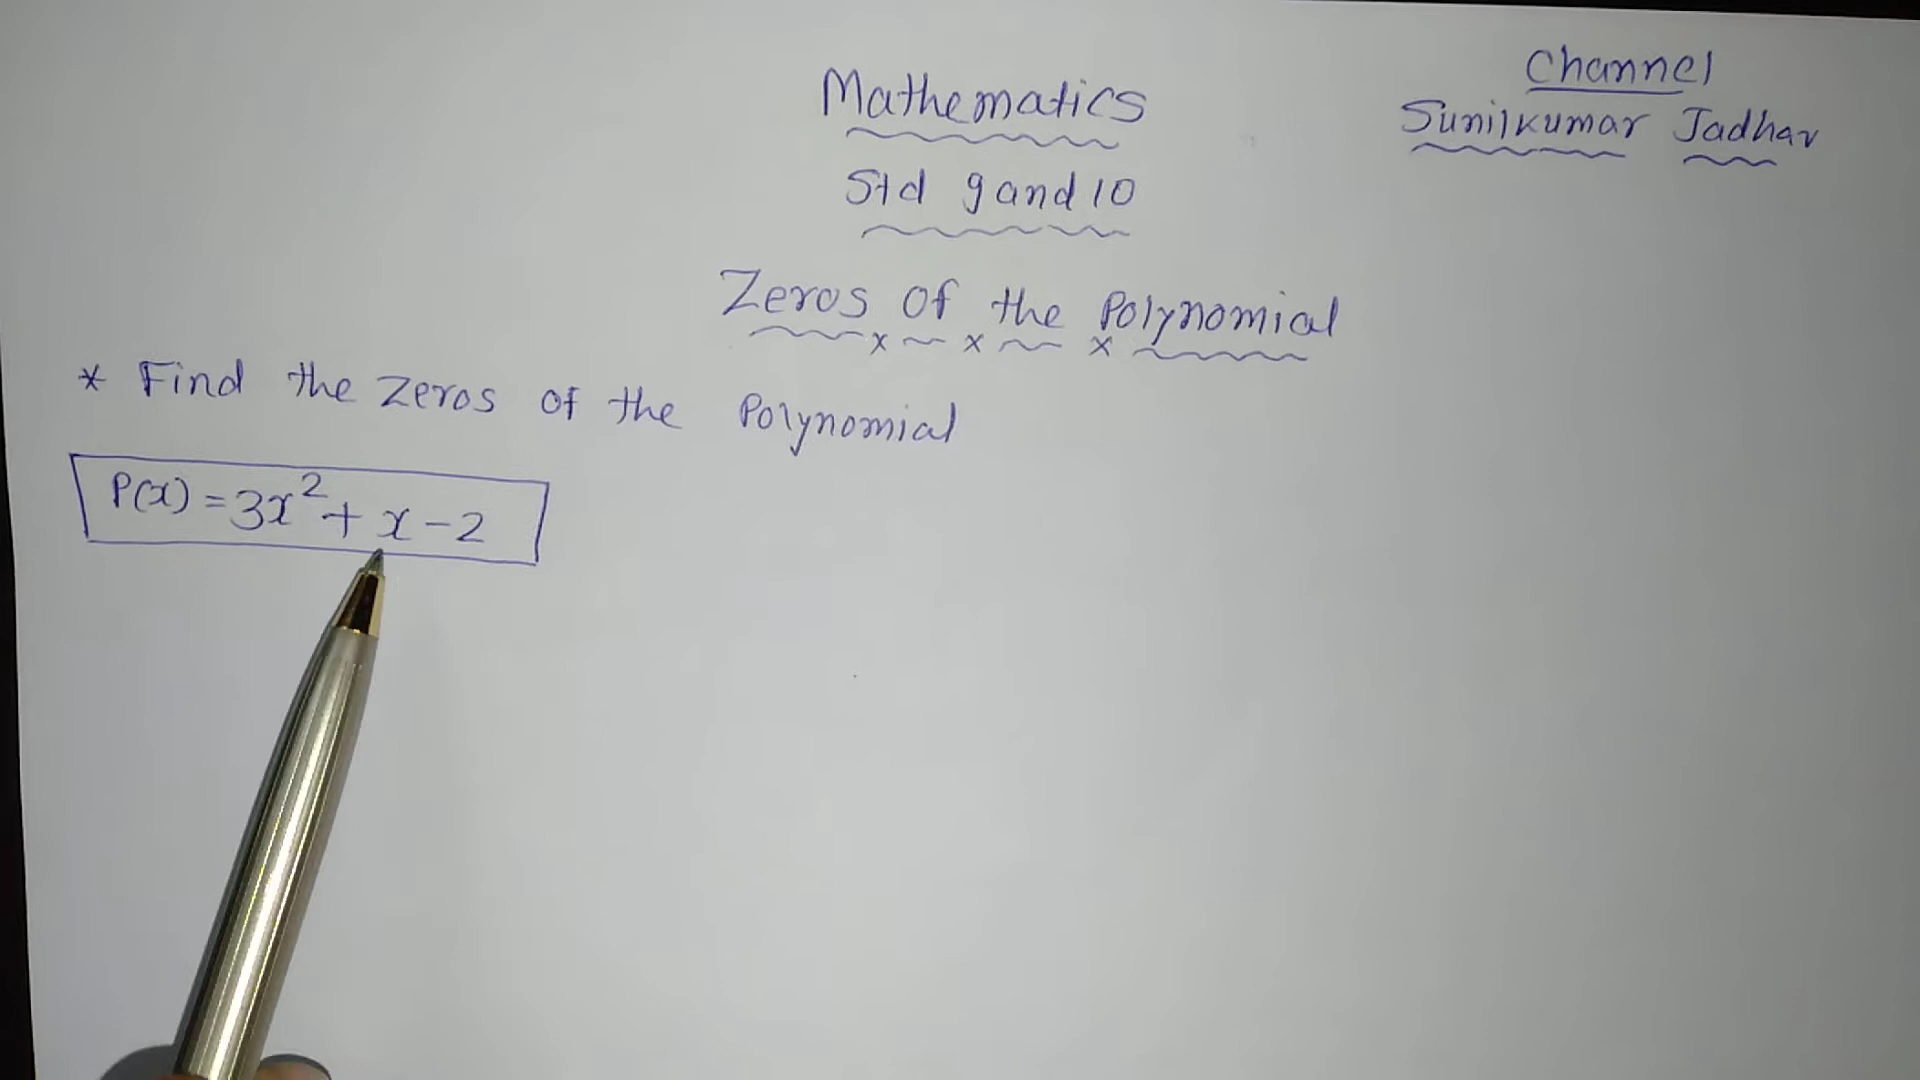 Channel
Sunilkumar Jadhav
Mathematics
Std 9 and 10
Zeros of the Polynomial
* Find the zeros of the Polynomial
P(x) = 3x² + x - 2